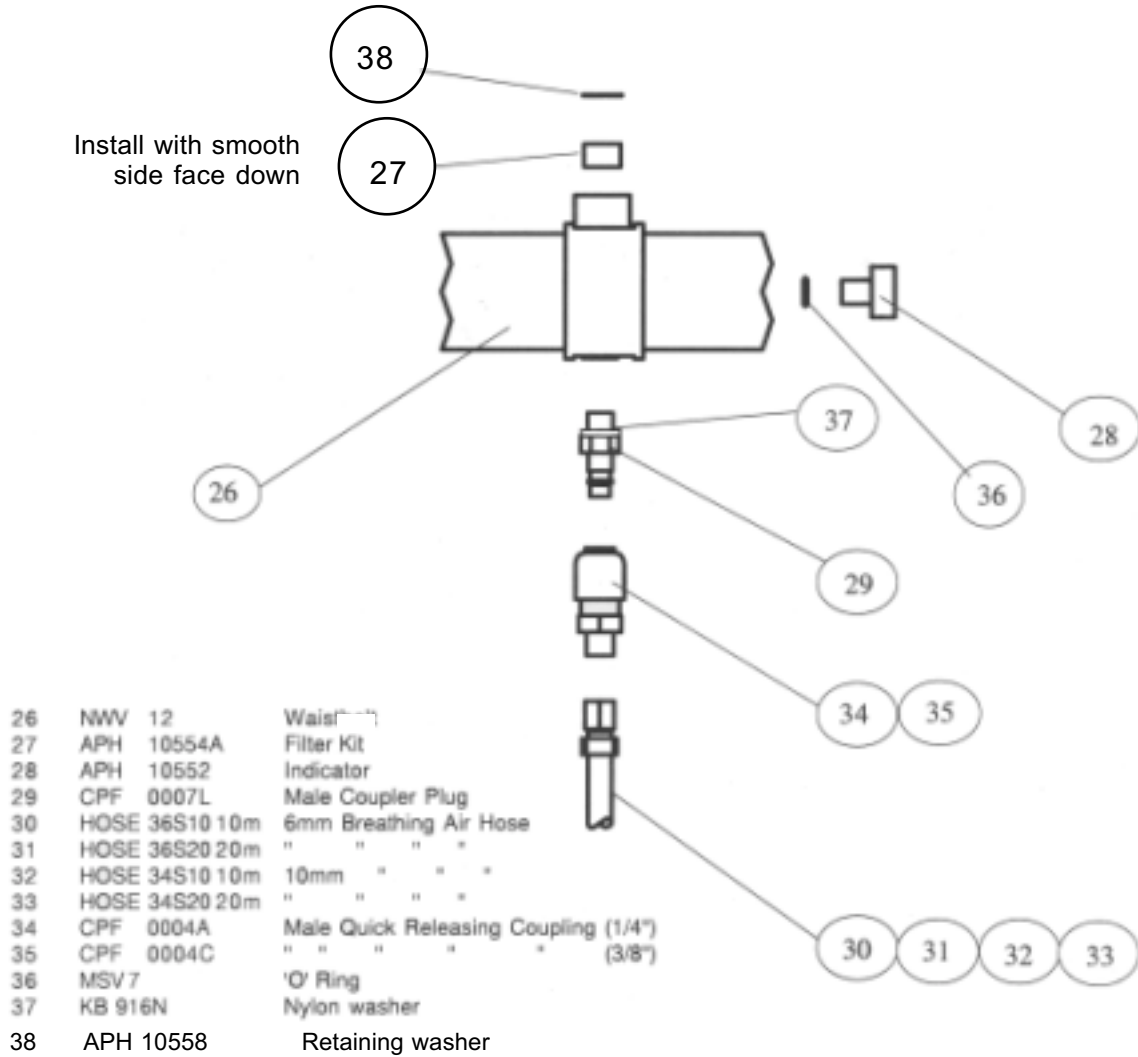 38
Install with smooth
side face down
27
37
28
26
36
29
34 35
26 NWV 12
27 APH 10554A Filter Kit
28 APH 10552 Indicator
29 CPF 0007L Male Coupler Plug
30 HOSE 36S10 10m 6mm Breathing Air Hose
31 HOSE 36S20 20m " " " "
32 HOSE 34S10 10m 10mm " " "
33 HOSE 34S20 20m " " " "
34 CPF 0004A Male Quick Releasing Coupling (1/4")
35 CPF 0004C " " " " " (3/8")
36 MSV7 'O' Ring
37 KB 916N Nylon washer
38 APH 10558 Retaining washer
30 31 32 33